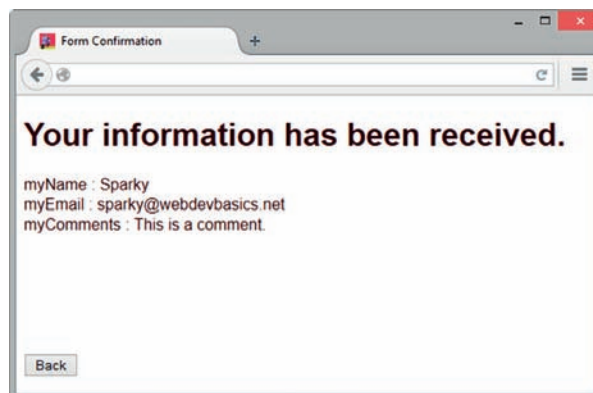 Form Confirmation
Your information has been received.
myName : Sparky
myEmail : sparky@webdevbasics.net
myComments : This is a comment.
Back